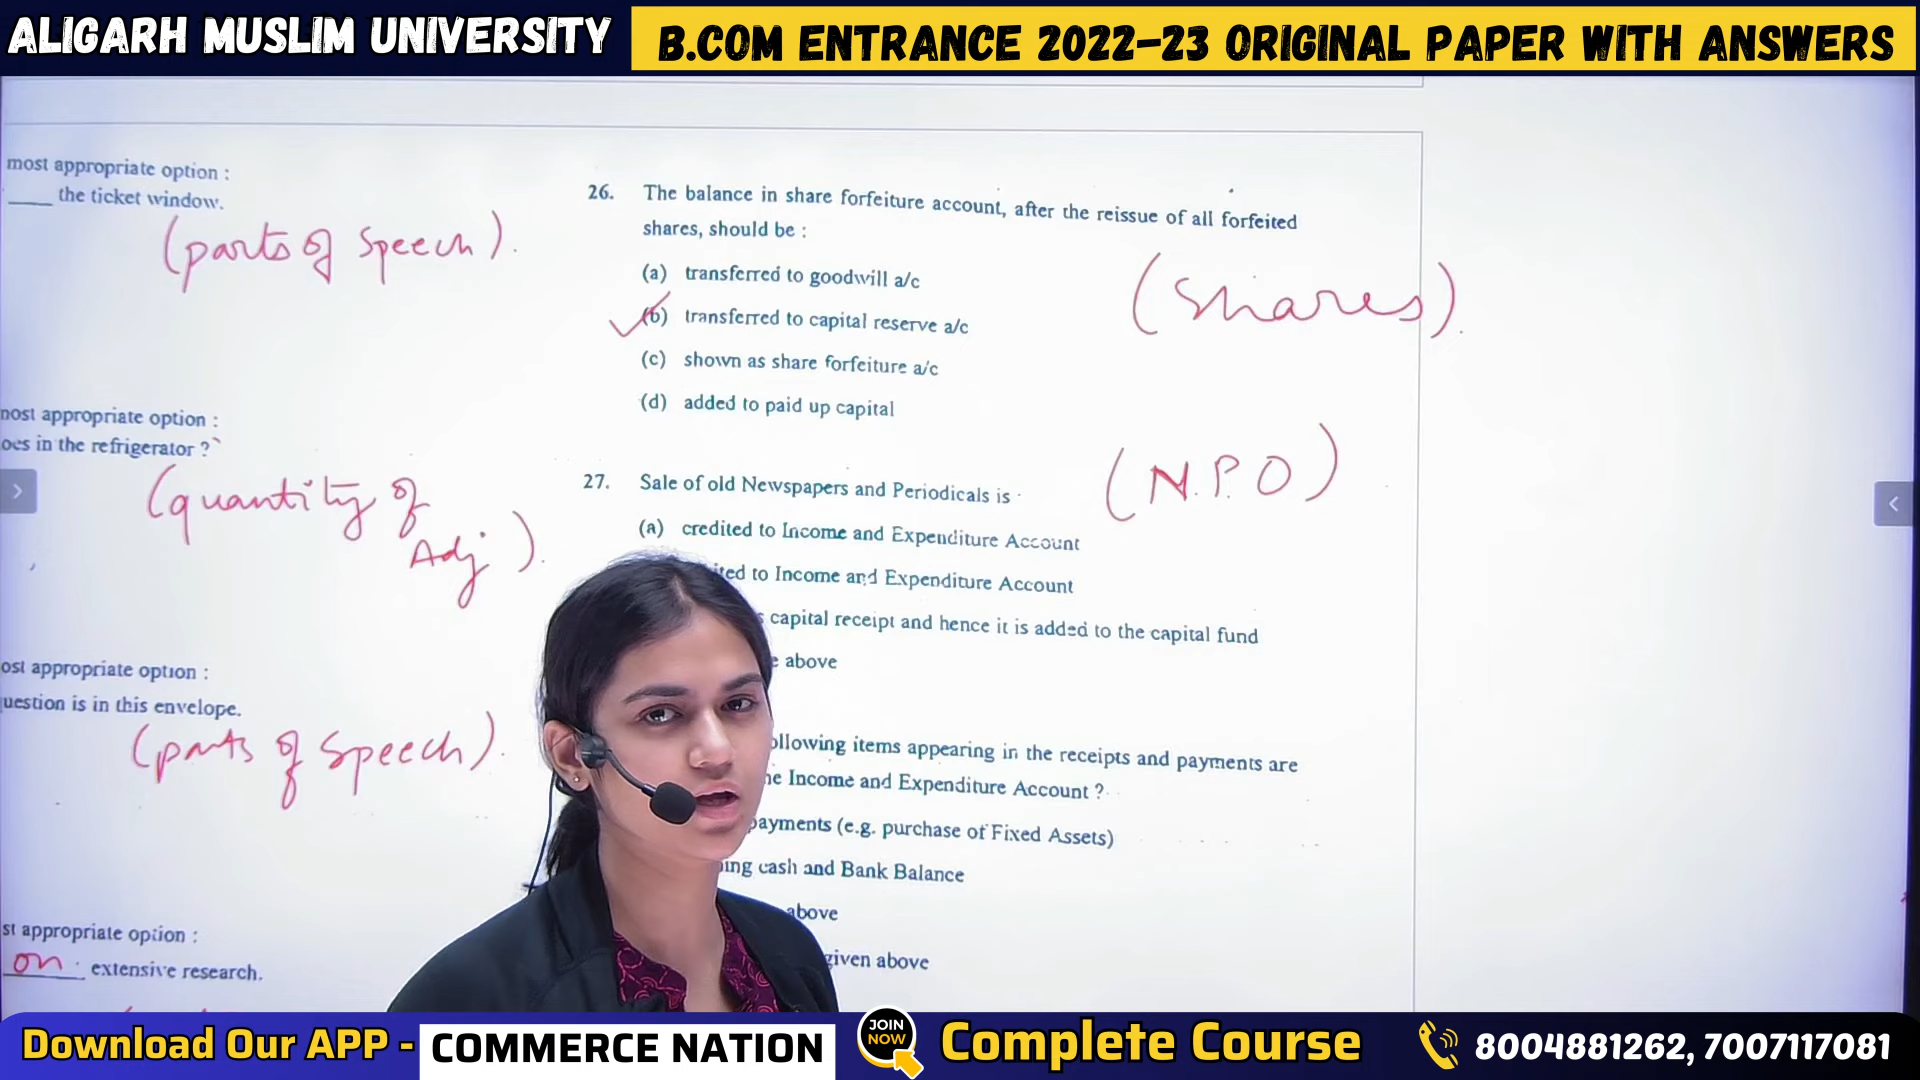 ALIGARH MUSLIM UNIVERSITY
B.COM ENTRANCE 2022-23 ORIGINAL PAPER WITH ANSWERS
most appropriate option :
____ the ticket window.
(parts of Speech).
most appropriate option :
oes in the refrigerator ?
(quantity of
Adj).
ost appropriate option :
uestion is in this envelope.
(parts of Speech).
st appropriate option :
on extensive research.
26. The balance in share forfeiture account, after the reissue of all forfeited
shares, should be :
(a) transferred to goodwill a/c
(b) transferred to capital reserve a/c
(c) shown as share forfeiture a/c
(d) added to paid up capital
(Shares).
27. Sale of old Newspapers and Periodicals is
(N.P.O)
(a) credited to Income and Expenditure Account
ited to Income and Expenditure Account
capital receipt and hence it is added to the capital fund
e above
ollowing items appearing in the receipts and payments are
he Income and Expenditure Account ?
payments (e.g. purchase of Fixed Assets)
ing cash and Bank Balance
above
given above
Download Our APP - COMMERCE NATION
JOIN
NOW
Complete Course
8004881262, 7007117081